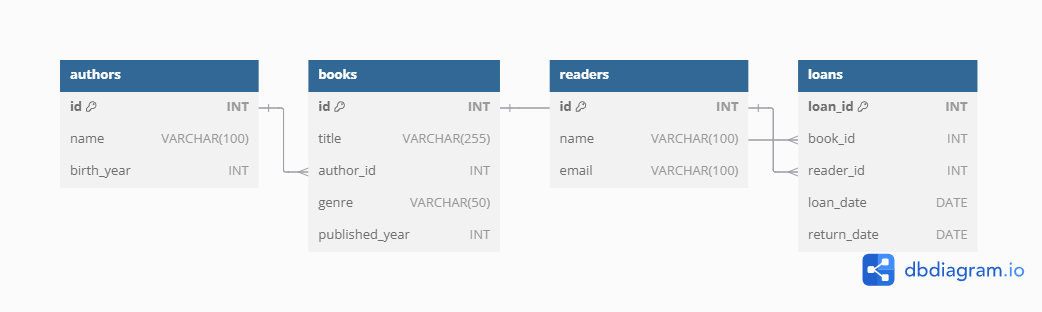 authors
id INT
name VARCHAR(100)
birth_year INT
books
id INT
title VARCHAR(255)
author_id INT
genre VARCHAR(50)
published_year INT
readers
id INT
name VARCHAR(100)
email VARCHAR(100)
loans
loan_id INT
book_id INT
reader_id INT
loan_date DATE
return_date DATE
dbdiagram.io